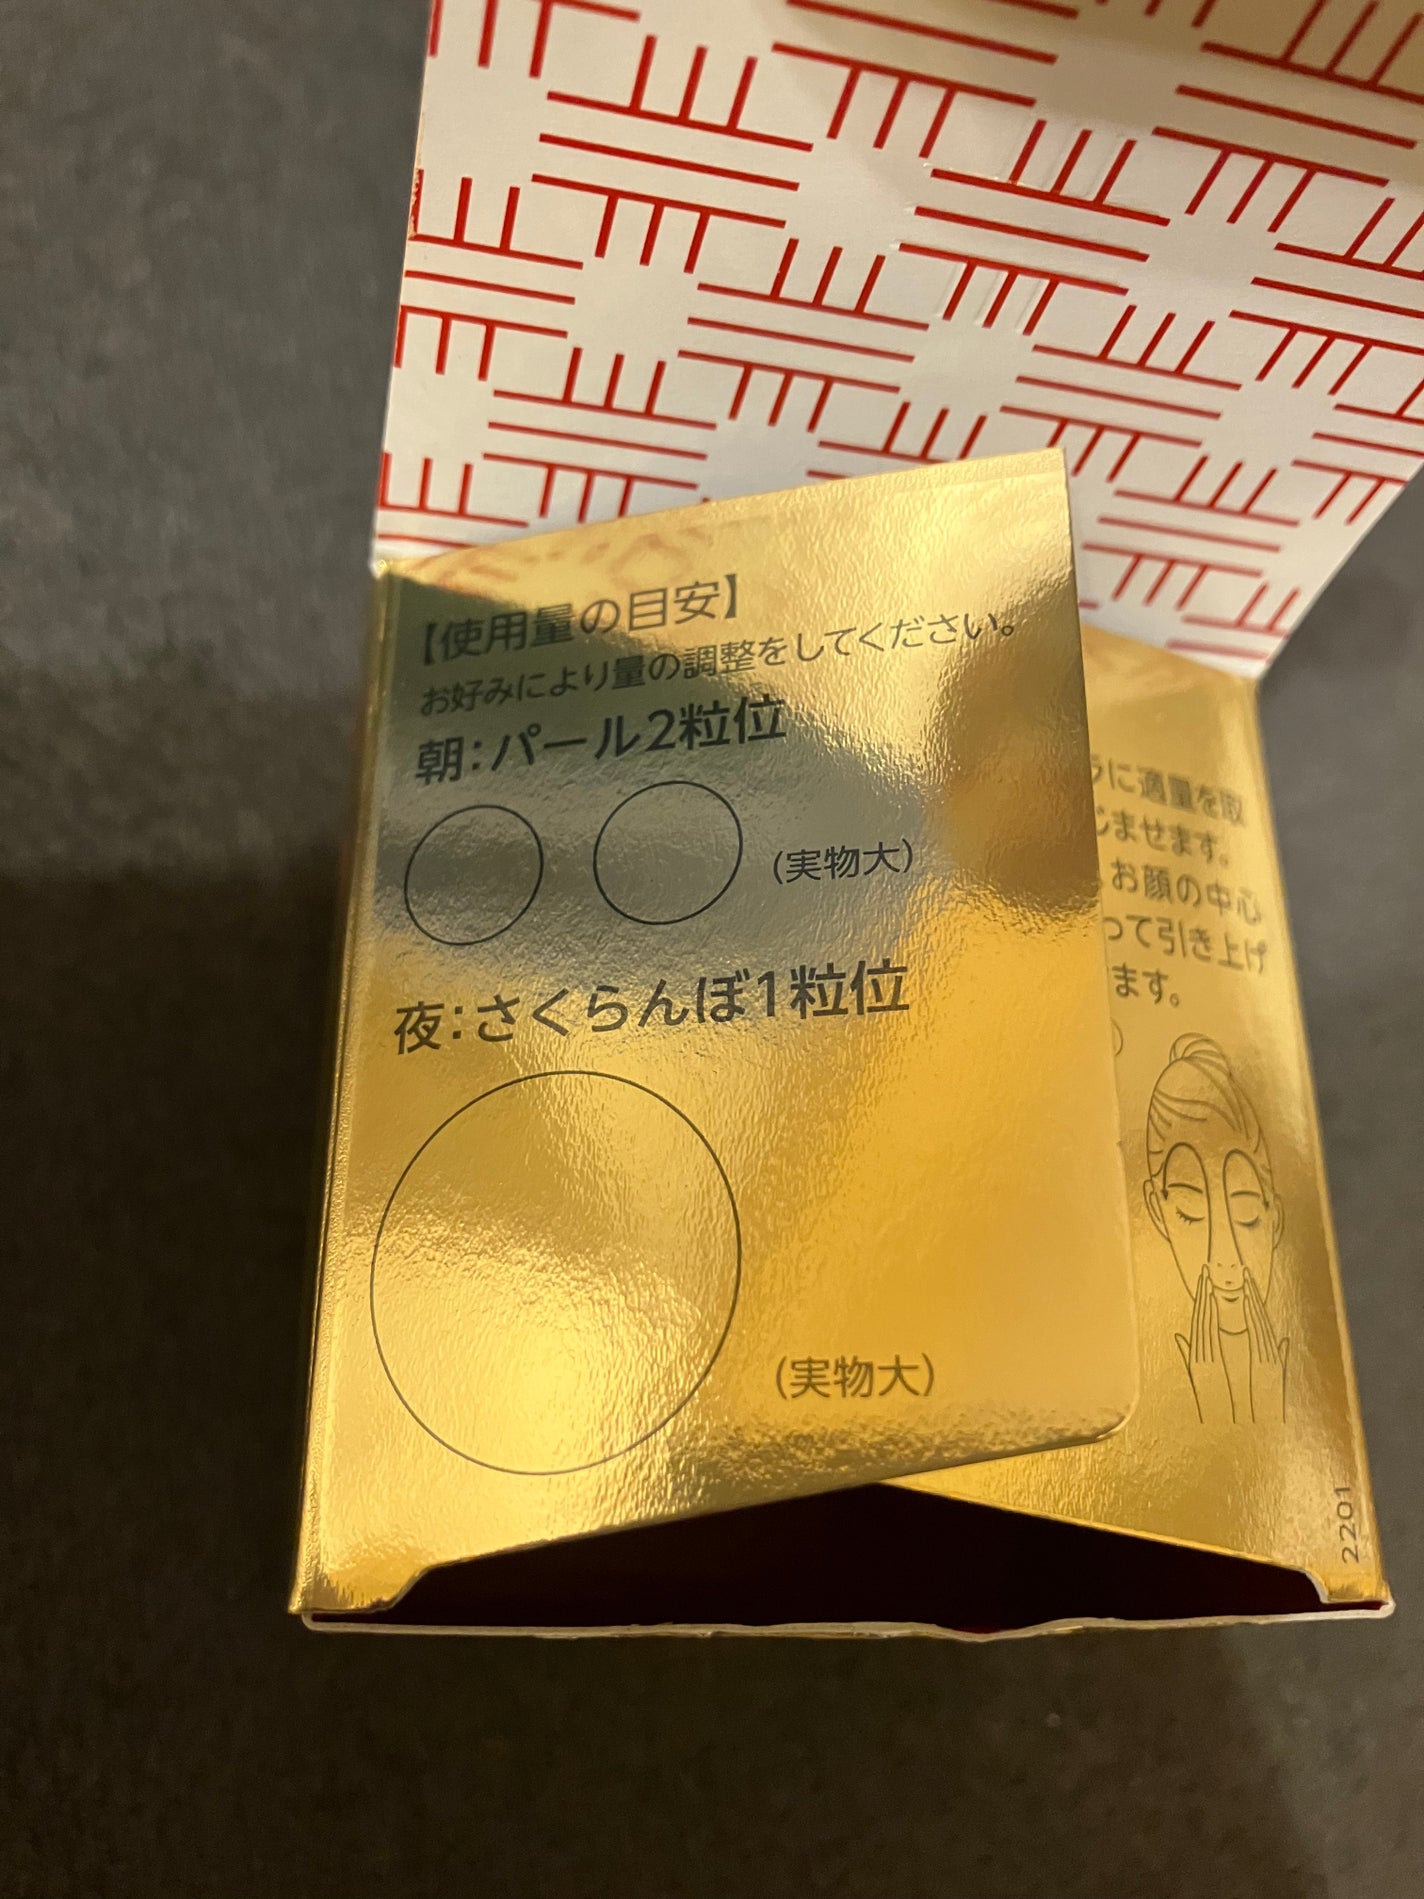 【使用量の目安】
お好みにより量の調整をしてください。
朝：パール2粒位
（実物大）
夜：さくらんぼ1粒位
（実物大）
ラに適量を取
じませます。
お顔の中心
って引き上げ
ます。
2201